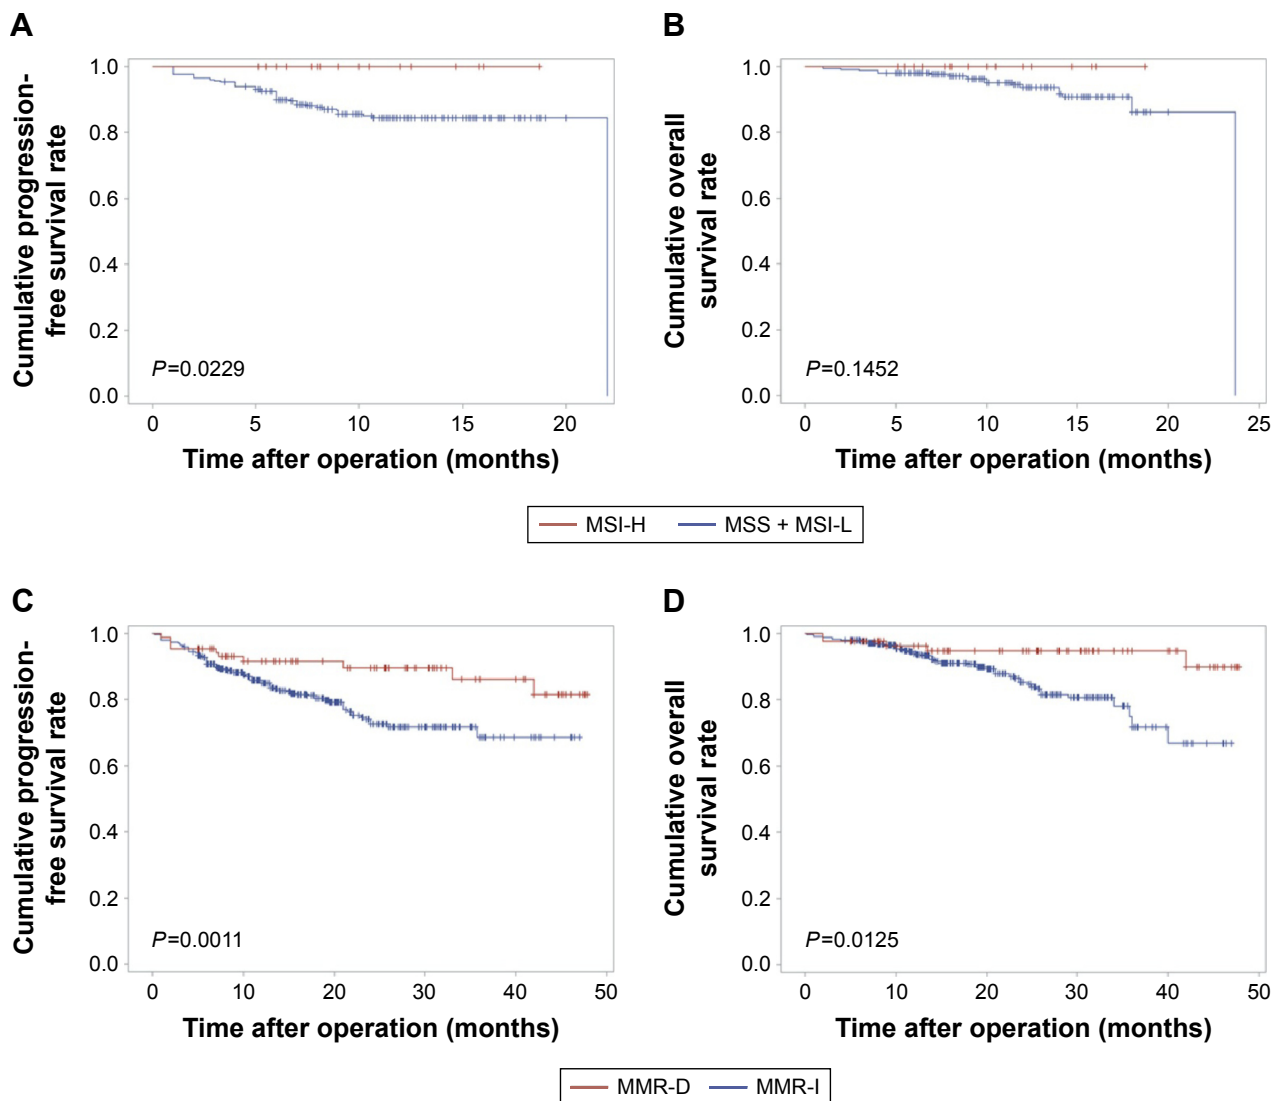 A
Cumulative progression-
free survival rate
1.0
0.8
0.6
0.4
0.2
0.0
P=0.0229
0 5 10 15 20
Time after operation (months)
B
Cumulative overall
survival rate
1.0
0.8
0.6
0.4
0.2
0.0
P=0.1452
0 5 10 15 20 25
Time after operation (months)
MSI-H MSS + MSI-L
C
Cumulative progression-
free survival rate
1.0
0.8
0.6
0.4
0.2
0.0
P=0.0011
0 10 20 30 40 50
Time after operation (months)
D
Cumulative overall
survival rate
1.0
0.8
0.6
0.4
0.2
0.0
P=0.0125
0 10 20 30 40 50
Time after operation (months)
MMR-D MMR-I